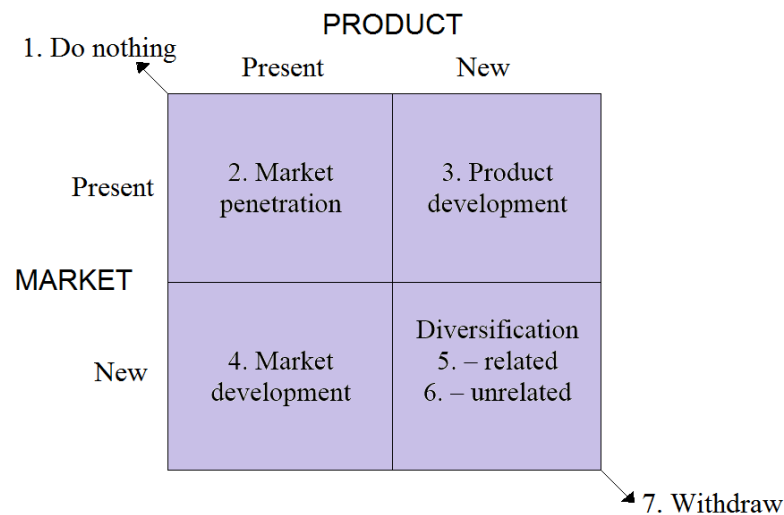 PRODUCT
1. Do nothing
Present
New
Present
2. Market
penetration
3. Product
development
MARKET
New
4. Market
development
Diversification
5. – related
6. – unrelated
7. Withdraw